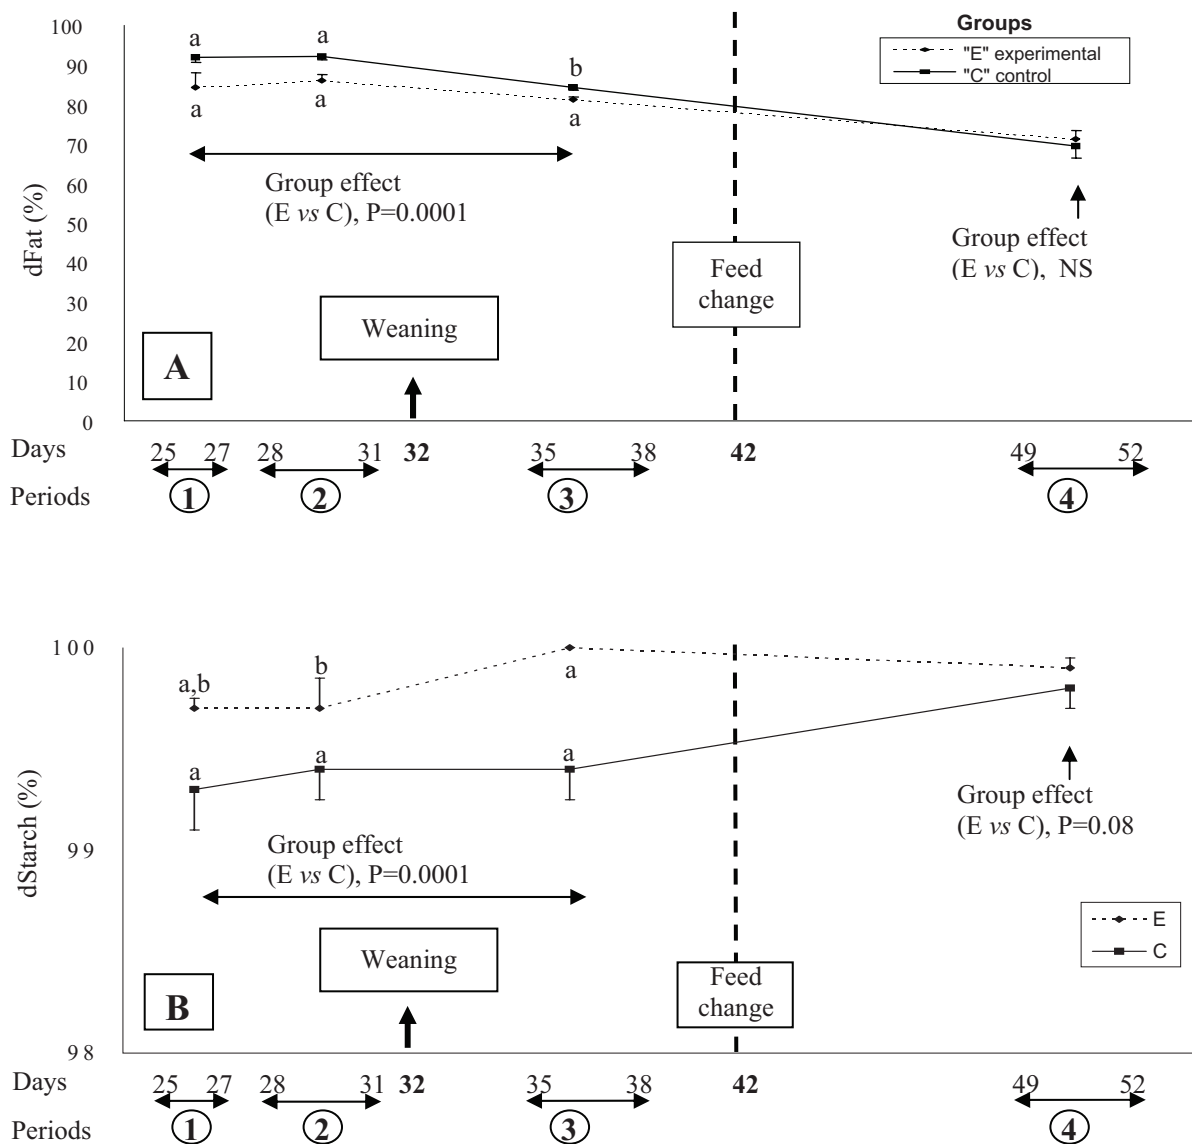 Groups
"E" experimental
"C" control
100
90
80
70
60
50
40
30
20
10
0
dFat (%)
a
a
b
a
a
a
Group effect
(E vs C), P=0.0001
Group effect
(E vs C), NS
Feed
change
Weaning
A
Days
25 27 28 31 32 35 38 42 49 52
Periods
1 2 3 4
100
99
98
dStarch (%)
a,b
b
a
a
a
a
Group effect
(E vs C), P=0.0001
Group effect
(E vs C), P=0.08
E
C
Weaning
Feed
change
B
Days
25 27 28 31 32 35 38 42 49 52
Periods
1 2 3 4